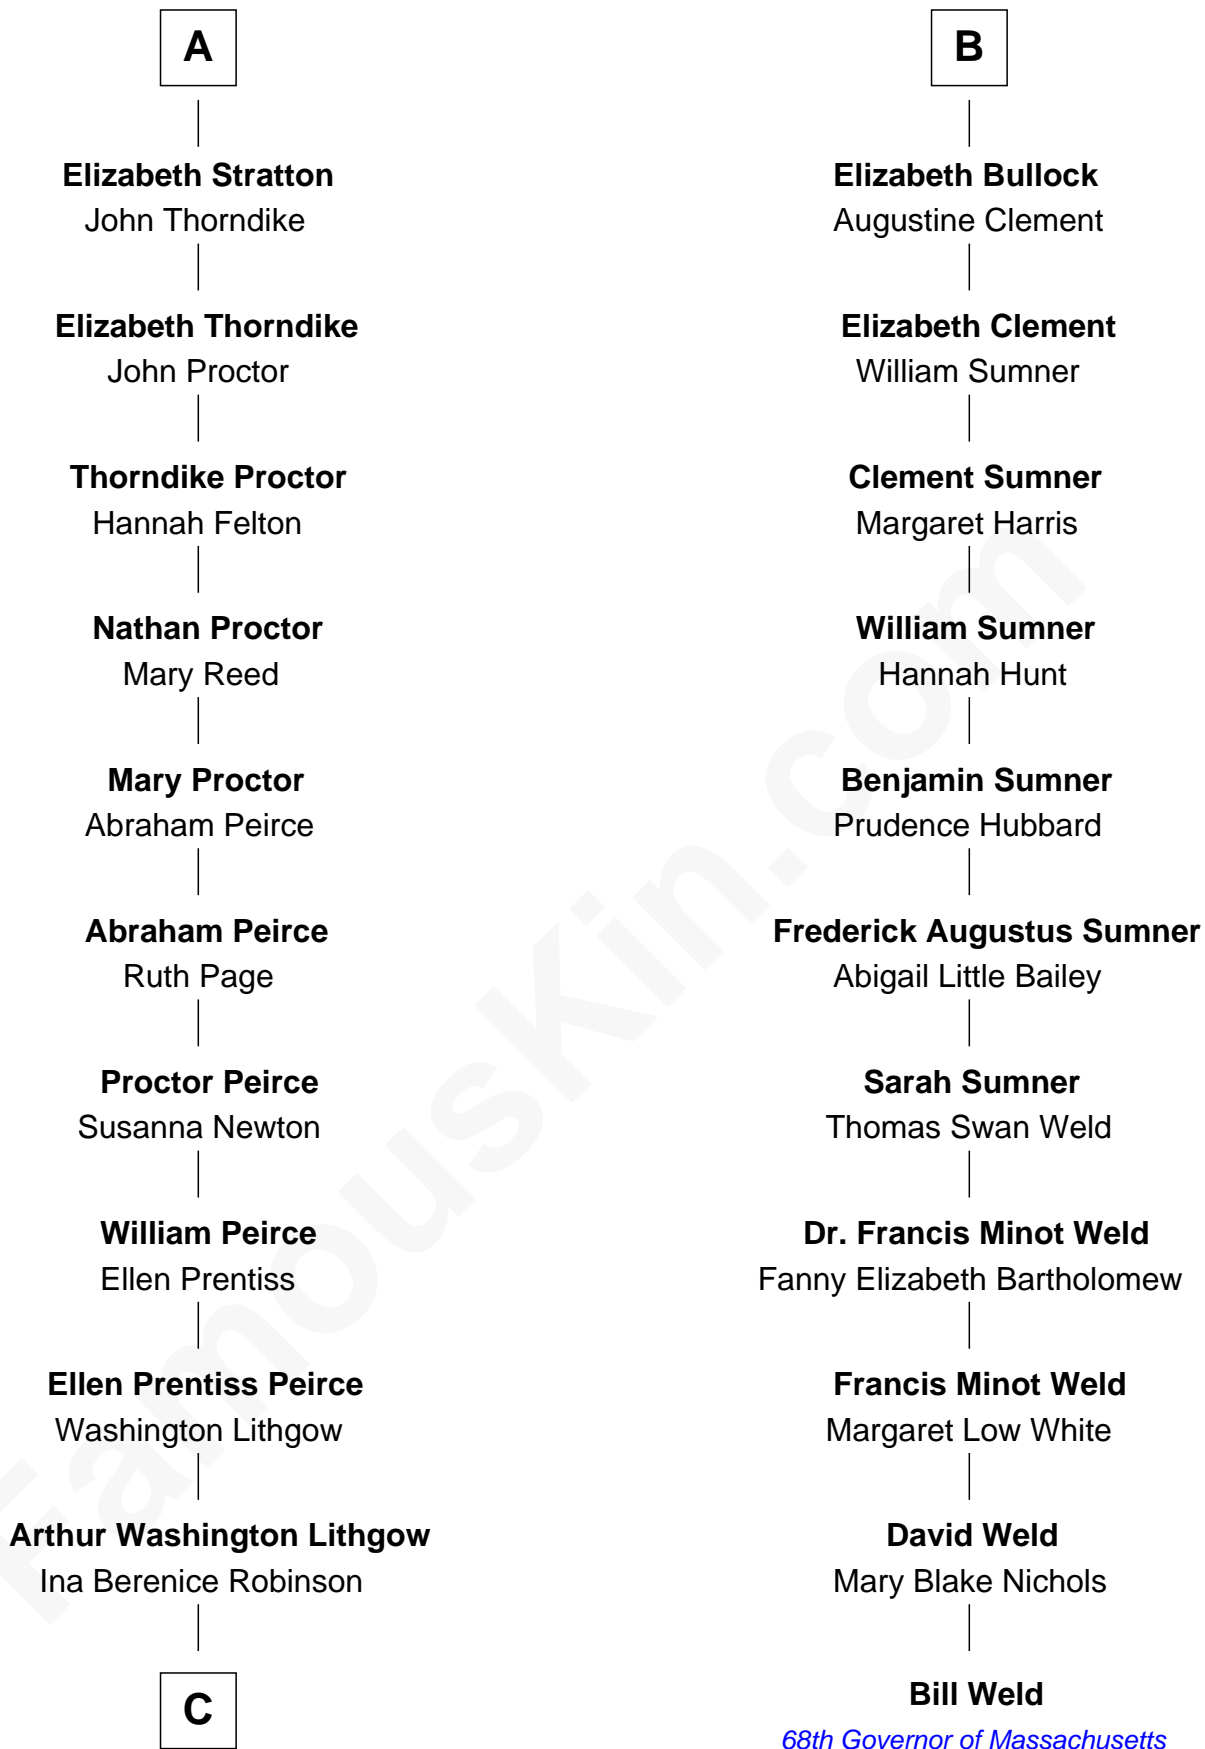 A
Elizabeth Stratton
John Thorndike
Elizabeth Thorndike
John Proctor
Thorndike Proctor
Hannah Felton
Nathan Proctor
Mary Reed
Mary Proctor
Abraham Peirce
Abraham Peirce
Ruth Page
Proctor Peirce
Susanna Newton
William Peirce
Ellen Prentiss
Ellen Prentiss Peirce
Washington Lithgow
Arthur Washington Lithgow
Ina Berenice Robinson
C
B
Elizabeth Bullock
Augustine Clement
Elizabeth Clement
William Sumner
Clement Sumner
Margaret Harris
William Sumner
Hannah Hunt
Benjamin Sumner
Prudence Hubbard
Frederick Augustus Sumner
Abigail Little Bailey
Sarah Sumner
Thomas Swan Weld
Dr. Francis Minot Weld
Fanny Elizabeth Bartholomew
Francis Minot Weld
Margaret Low White
David Weld
Mary Blake Nichols
Bill Weld
68th Governor of Massachusetts
FamousKin.com